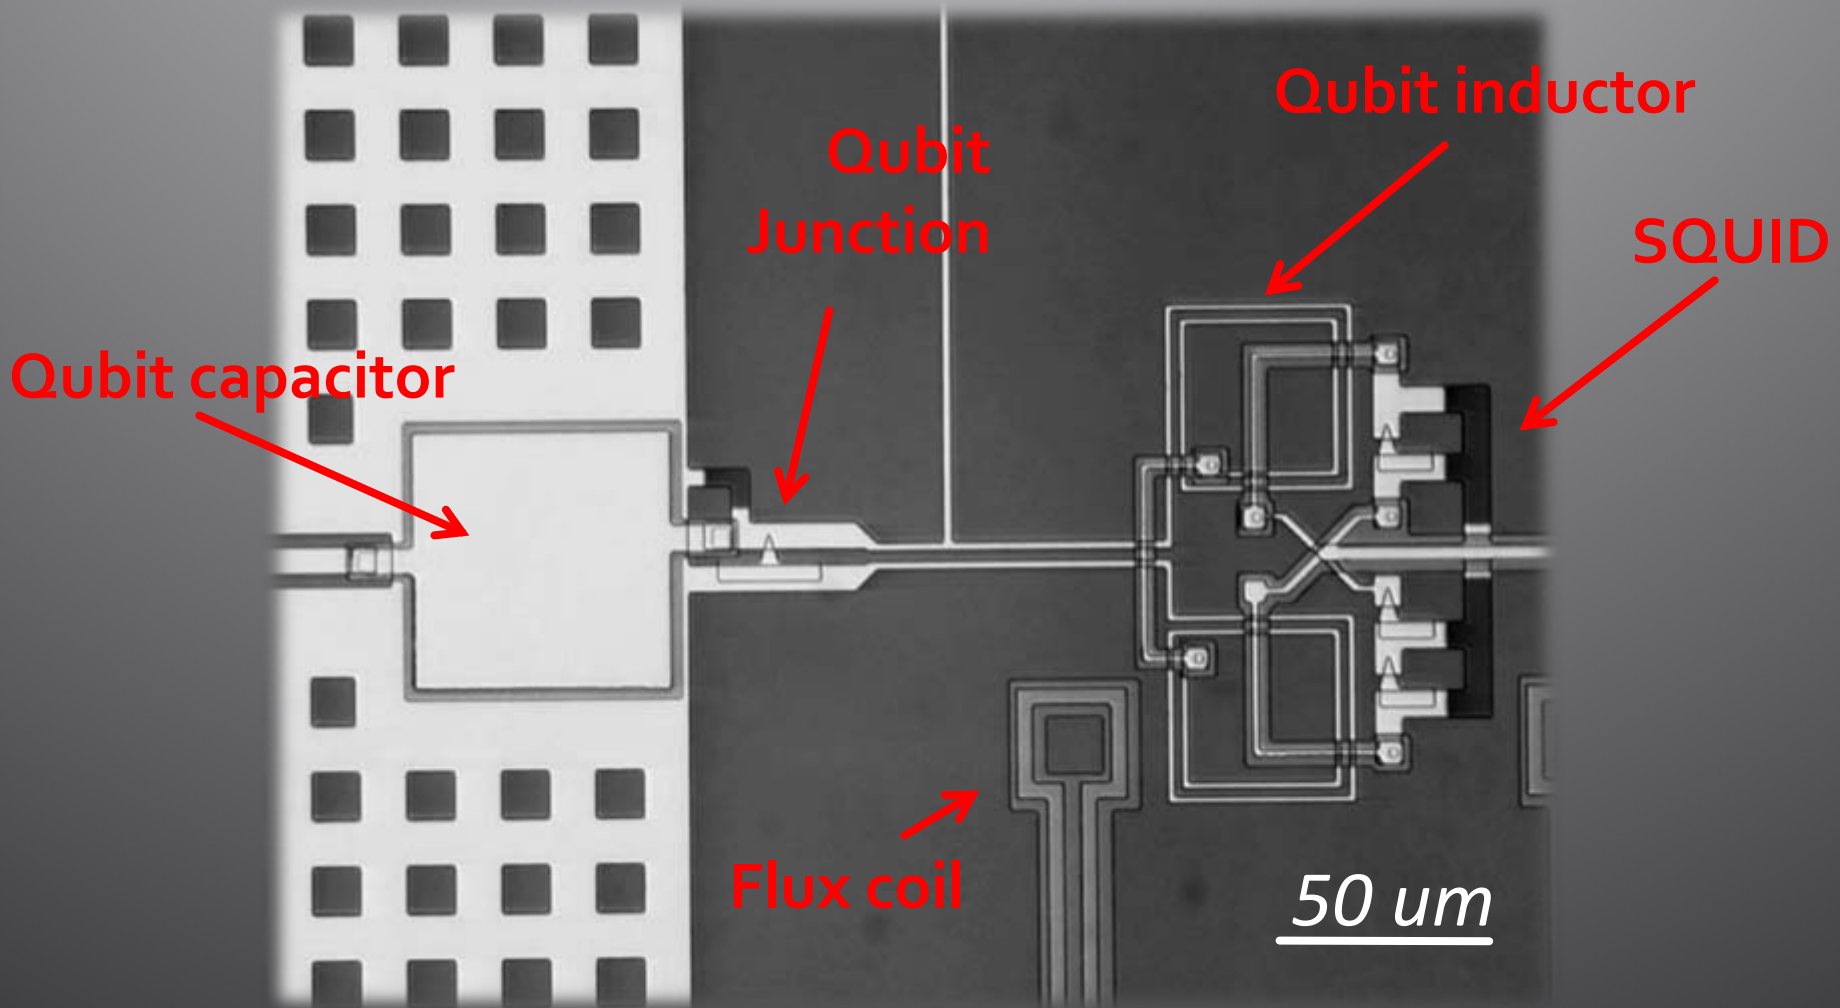 Qubit inductor
Qubit
Junction
SQUID
Qubit capacitor
Flux coil
50 um